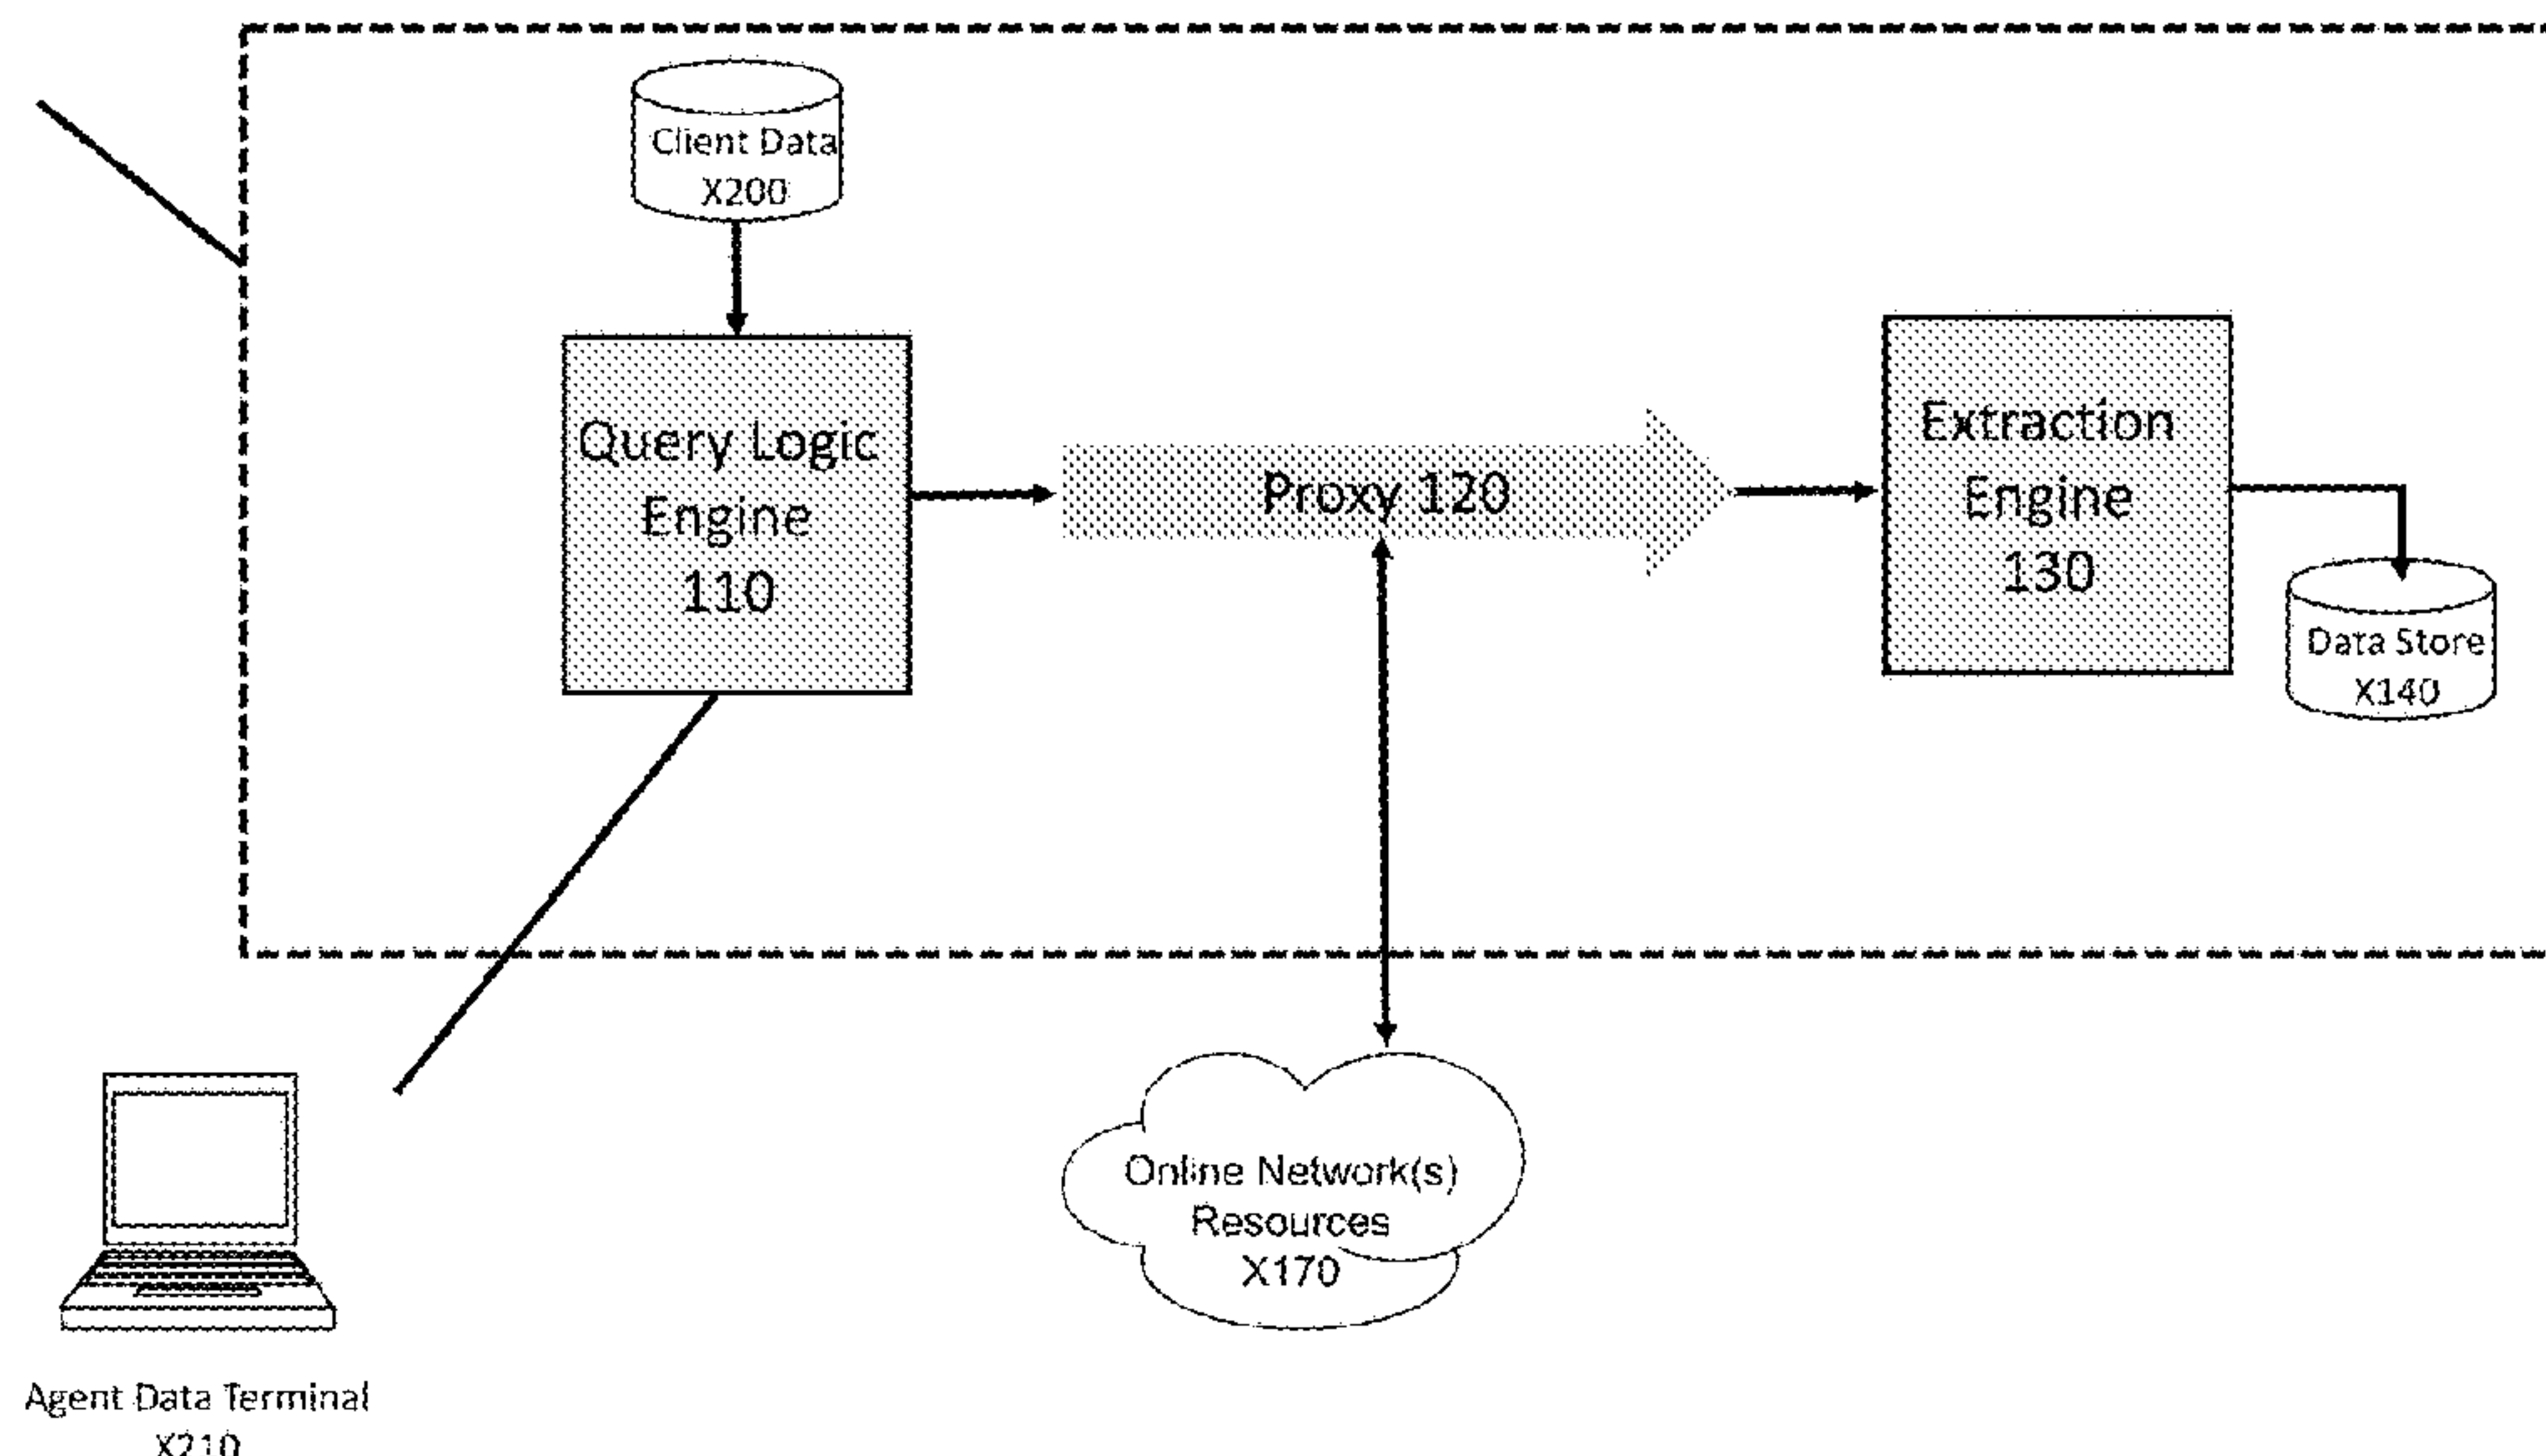 Client Data
X200
Query Logic
Engine
110
Proxy 120
Extraction
Engine
130
Data Store
X140
Online Network(s)
Resources
X170
Agent Data Terminal
X210